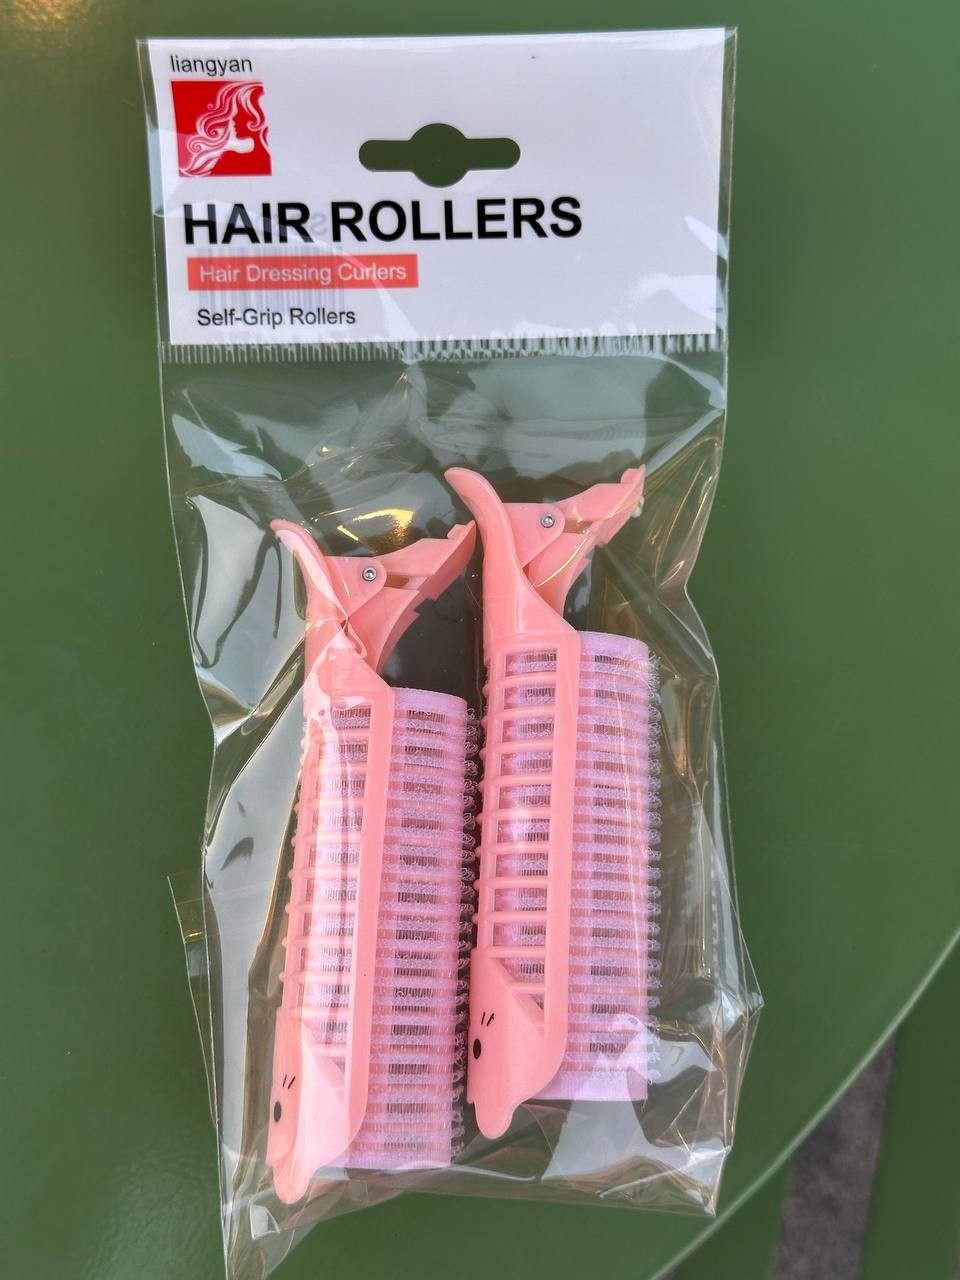 liangyan
HAIR ROLLERS
Hair Dressing Curlers
Self-Grip Rollers